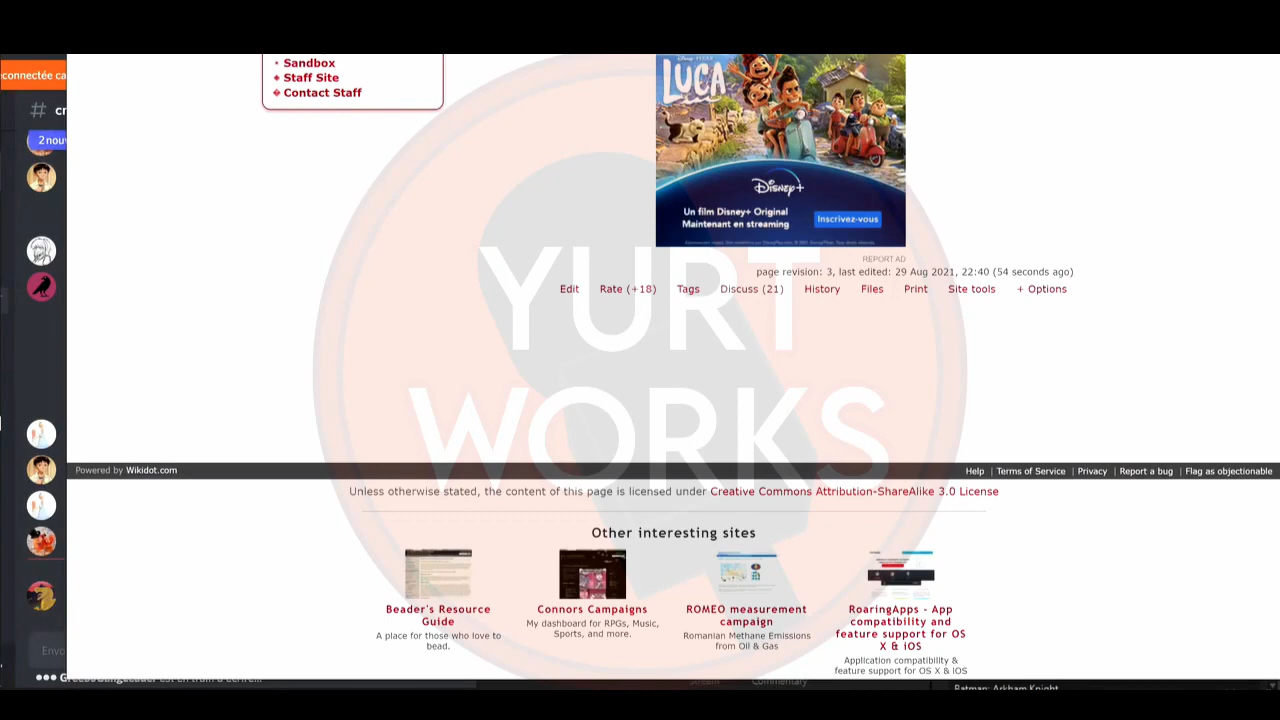 Sandbox
Staff Site
Contact Staff
econnectée ca
# cr
2 nouv
Disney PIXAR
LUCA
Disney+
Un film Disney+ Original
Maintenant en streaming
Inscrivez-vous
REPORT AD
page revision: 3, last edited: 29 Aug 2021, 22:40 (54 seconds ago)
Edit Rate (+18) Tags Discuss (21) History Files Print Site tools + Options
YURT
WORKS
Powered by Wikidot.com
Help | Terms of Service | Privacy | Report a bug | Flag as objectionable
Unless otherwise stated, the content of this page is licensed under Creative Commons Attribution-ShareAlike 3.0 License
Other interesting sites
Beader's Resource
Guide
A place for those who love to
bead.
Connors Campaigns
My dashboard for RPGs, Music,
Sports, and more.
ROMEO measurement
campaign
Romanian Methane Emissions
from Oil & Gas
RoaringApps - App
compatibility and
feature support for OS
X & iOS
Application compatibility &
feature support for OS X & iOS
Envo
est en train d'écrire...
Stream
Commentary
Batman: Arkham Knight